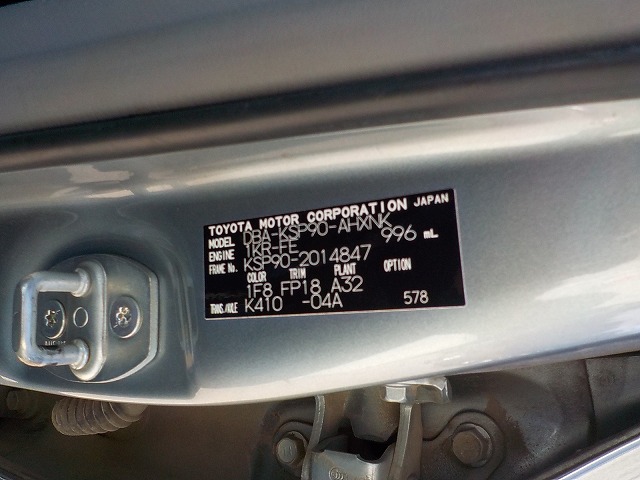 TOYOTA MOTOR CORPORATION JAPAN
MODEL DBA-KSP90-AHXNK
ENGINE 1KR-FE 996 mL
FRAME No. KSP90-2014847
COLOR TRIM PLANT OPTION
1F8 FP18 A32
TRANS./AXLE K410 -04A 578